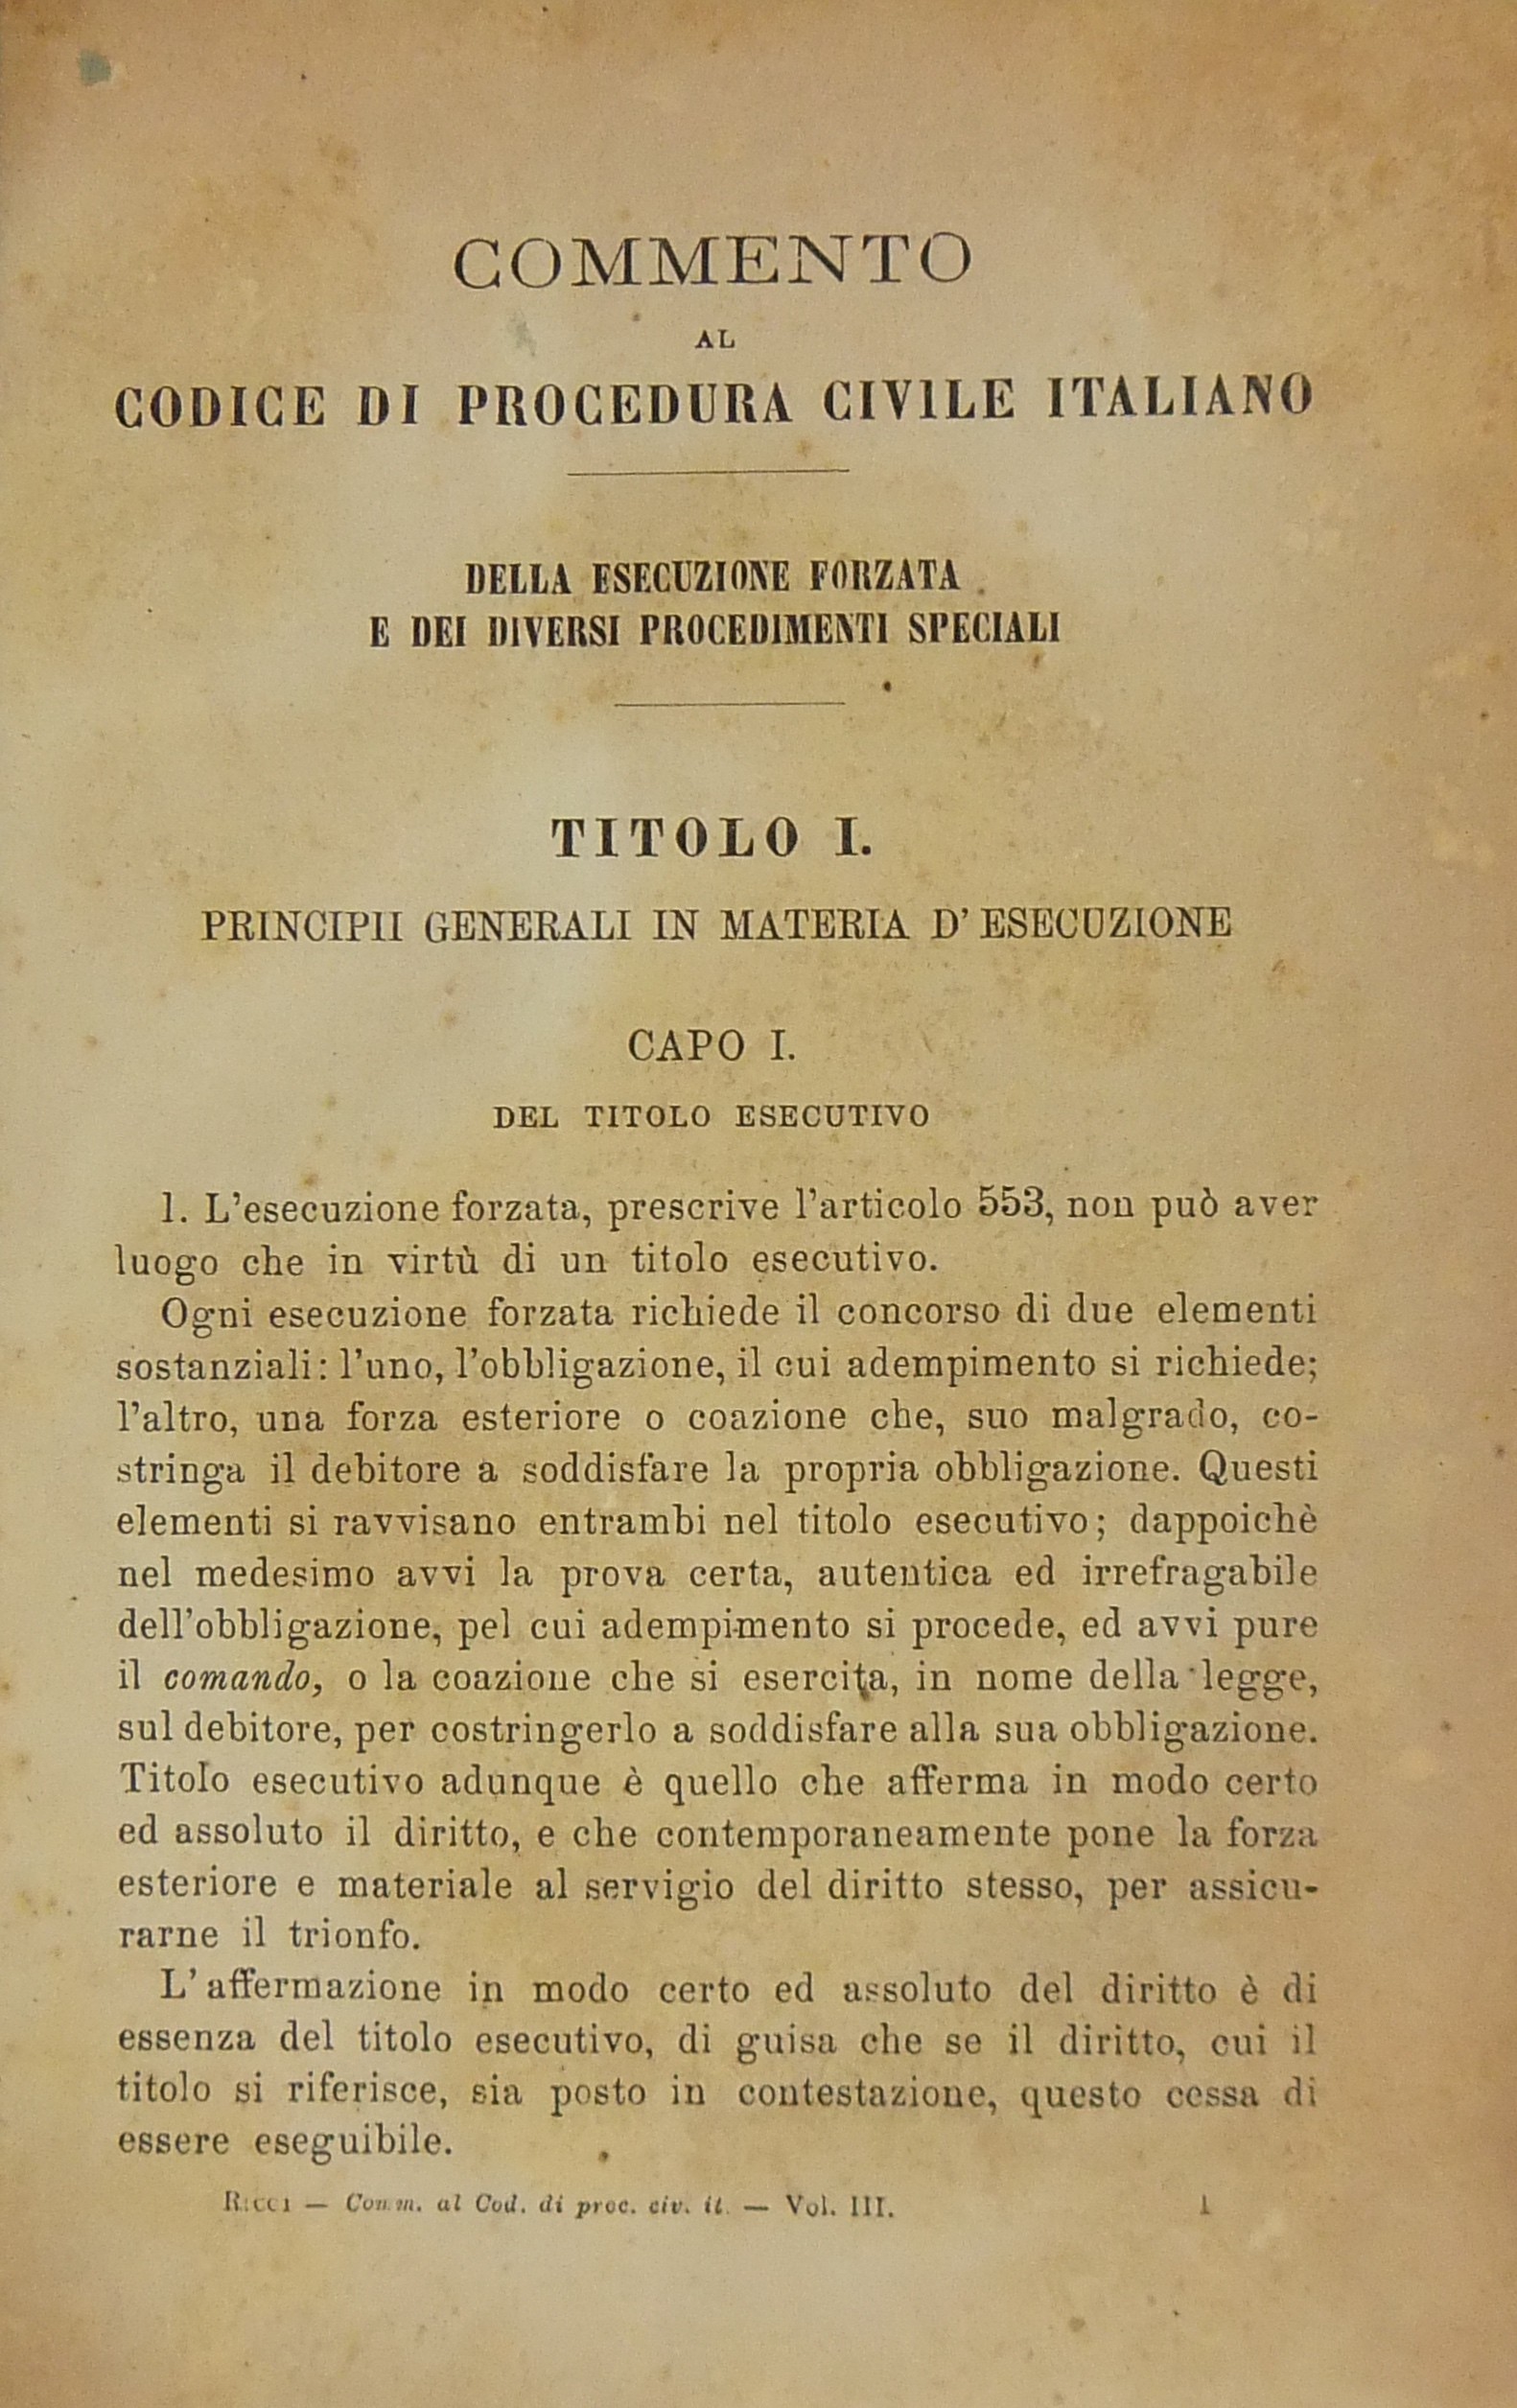 COMMENTO
AL
CODICE DI PROCEDURA CIVILE ITALIANO
DELLA ESECUZIONE FORZATA
E DEI DIVERSI PROCEDIMENTI SPECIALI
TITOLO I.
PRINCIPII GENERALI IN MATERIA D' ESECUZIONE
CAPO I.
DEL TITOLO ESECUTIVO
1. L'esecuzione forzata, prescrive l'articolo 553, non può aver
luogo che in virtù di un titolo esecutivo.
Ogni esecuzione forzata richiede il concorso di due elementi
sostanziali: l'uno, l'obbligazione, il cui adempimento si richiede;
l'altro, una forza esteriore o coazione che, suo malgrado, co-
stringa il debitore a soddisfare la propria obbligazione. Questi
elementi si ravvisano entrambi nel titolo esecutivo; dappoichè
nel medesimo avvi la prova certa, autentica ed irrefragabile
dell'obbligazione, pel cui adempimento si procede, ed avvi pure
il comando, o la coazione che si esercita, in nome della legge,
sul debitore, per costringerlo a soddisfare alla sua obbligazione.
Titolo esecutivo adunque è quello che afferma in modo certo
ed assoluto il diritto, e che contemporaneamente pone la forza
esteriore e materiale al servigio del diritto stesso, per assicu-
rarne il trionfo.
L' affermazione in modo certo ed assoluto del diritto è di
essenza del titolo esecutivo, di guisa che se il diritto, cui il
titolo si riferisce, sia posto in contestazione, questo cessa di
essere eseguibile.
RICCI — Comm. al Cod. di proc. civ. it. — Vol. III. 1